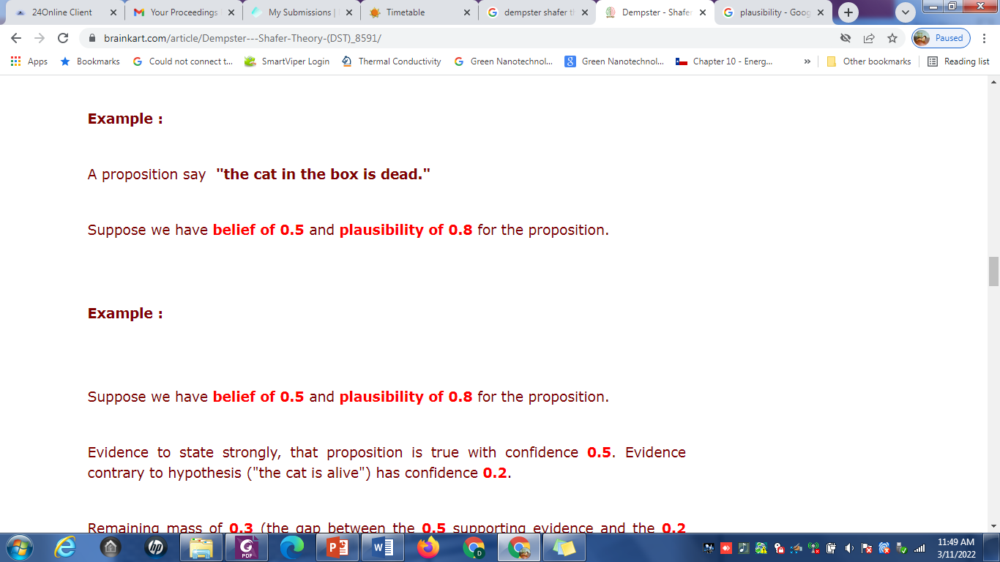 24Online Client
Your Proceedings
My Submissions |
Timetable
dempster shafer th
Dempster - Shafer
plausibility - Goog
brainkart.com/article/Dempster---Shafer-Theory-(DST)_8591/
Paused
Apps
Bookmarks
Could not connect t...
SmartViper Login
Thermal Conductivity
Green Nanotechnol...
Green Nanotechnol...
Chapter 10 - Energ...
»
Other bookmarks
Reading list
Example :
A proposition say "the cat in the box is dead."
Suppose we have belief of 0.5 and plausibility of 0.8 for the proposition.
Example :
Suppose we have belief of 0.5 and plausibility of 0.8 for the proposition.
Evidence to state strongly, that proposition is true with confidence 0.5. Evidence
contrary to hypothesis ("the cat is alive") has confidence 0.2.
Remaining mass of 0.3 (the gap between the 0.5 supporting evidence and the 0.2
11:49 AM
3/11/2022